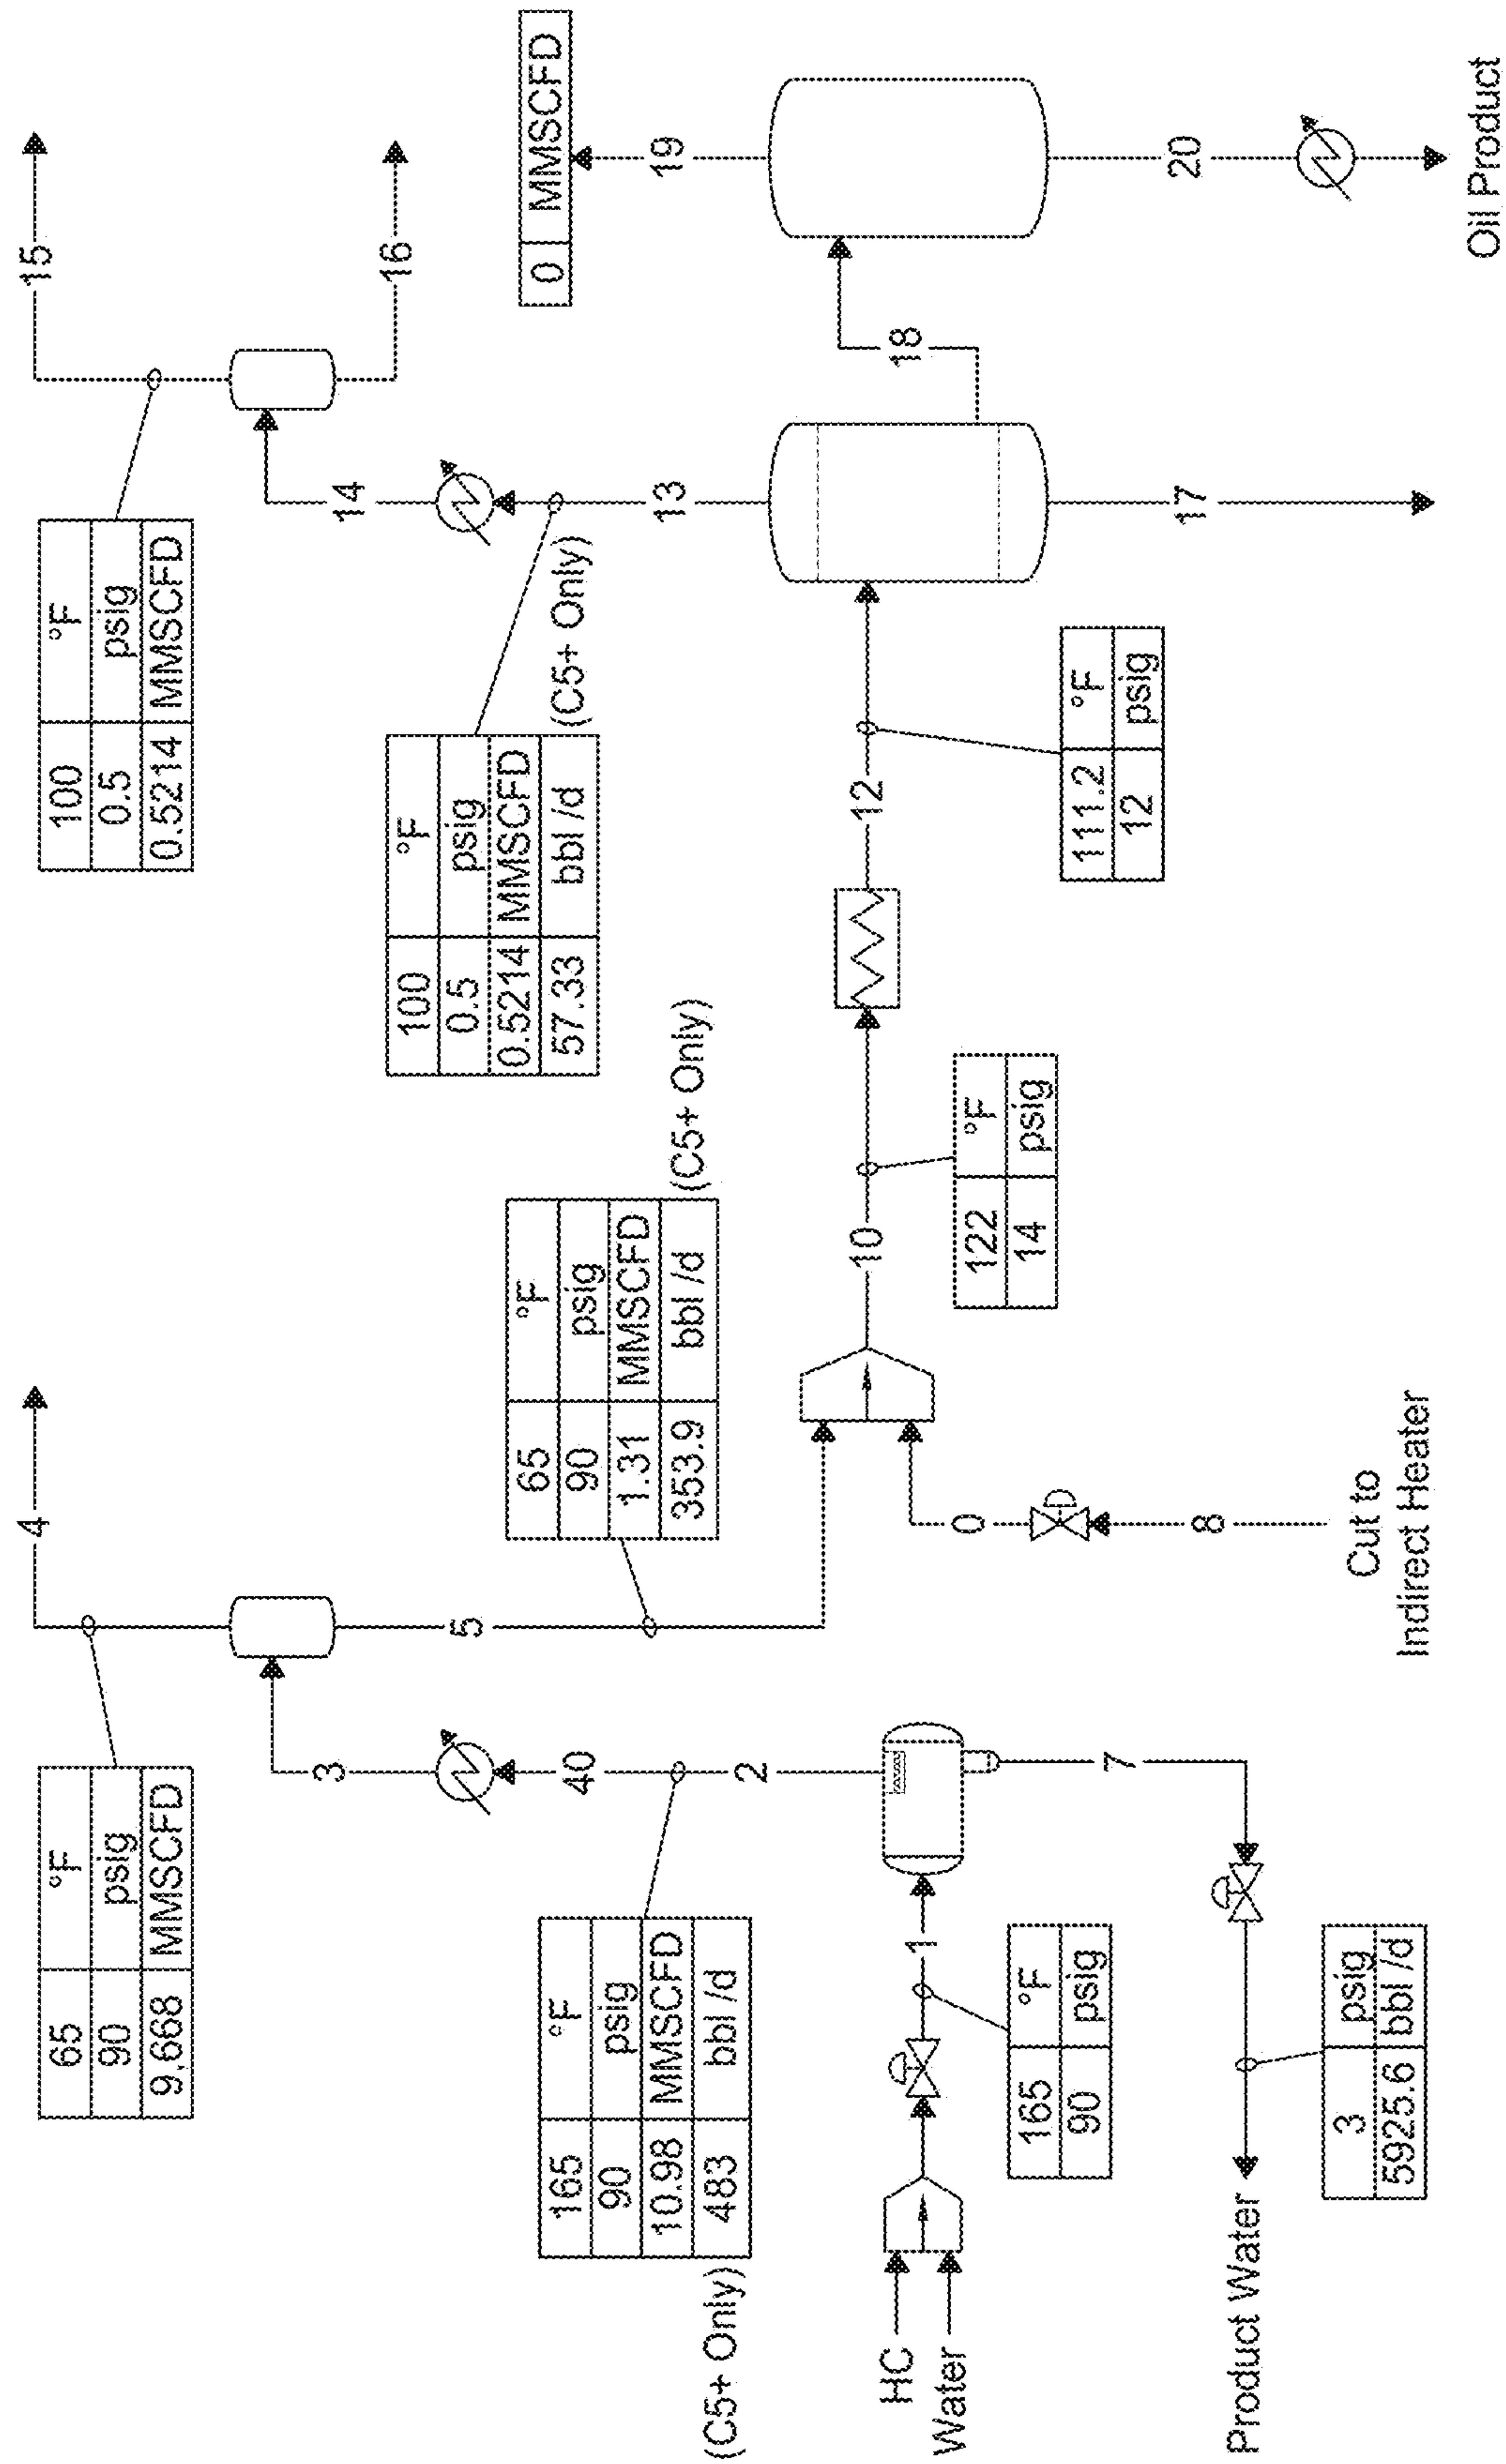 65 °F
90 psig
9.668 MMSCFD
4
3
40
2
165 °F
90 psig
10.98 MMSCFD
483 bbl /d
(C5+ Only)
HC
Water
1
165 °F
90 psig
7
Product Water
3 psig
5925.6 bbl /d
5
65 °F
90 psig
1.31 MMSCFD
353.9 bbl /d
(C5+ Only)
0
8
Cut to
Indirect Heater
10
122 °F
14 psig
12
111.2 °F
12 psig
13
100 °F
0.5 psig
0.5214 MMSCFD
57.33 bbl /d
(C5+ Only)
14
100 °F
0.5 psig
0.5214 MMSCFD
15
16
17
18
19
0 MMSCFD
20
Oil Product